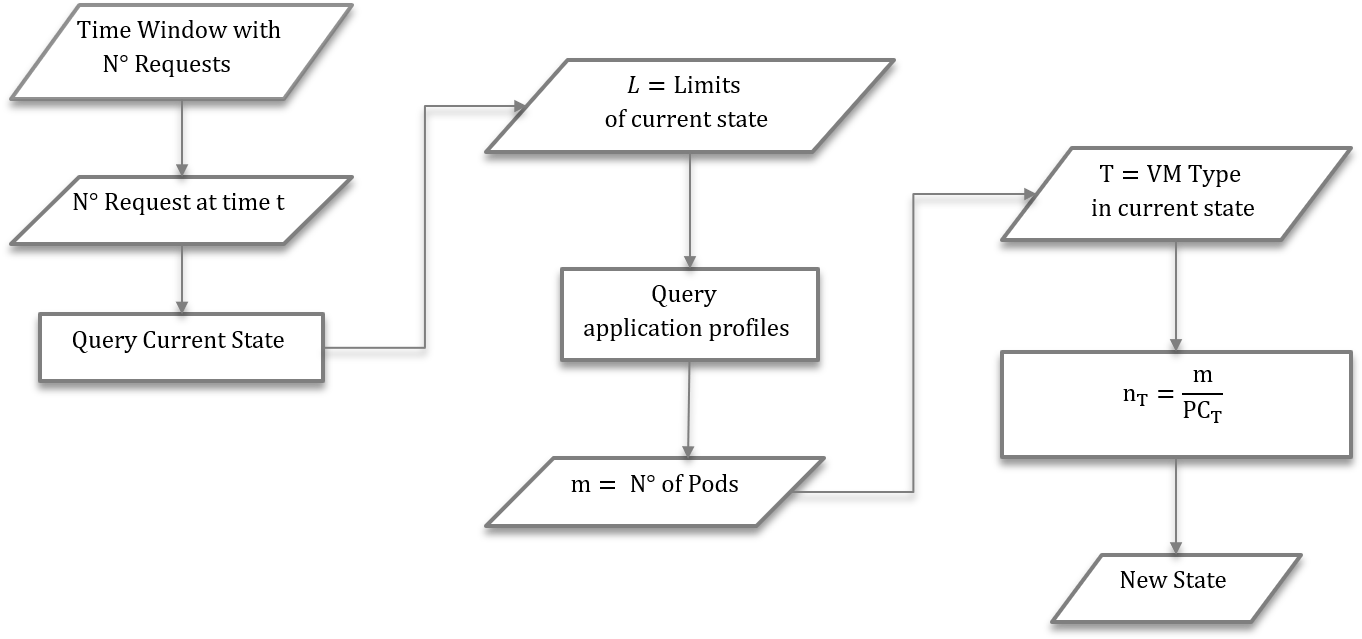 Time Window with
N° Requests
N° Request at time t
Query Current State
L = Limits
of current state
Query
application profiles
m = N° of Pods
T = VM Type
in current state
n_T = m / PC_T
New State